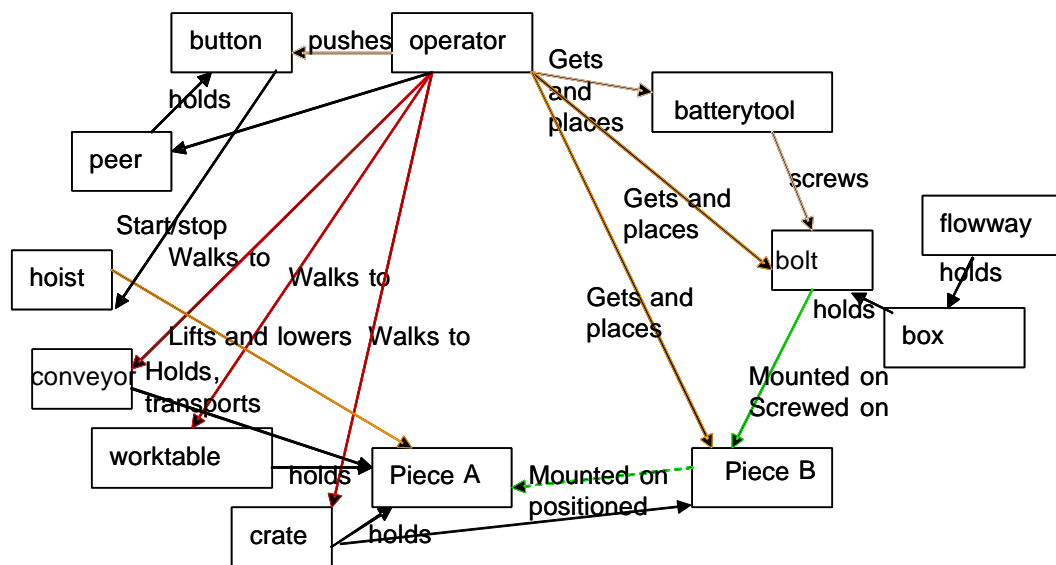 button
pushes
operator
Gets
and
places
batterytool
holds
peer
screws
Gets and
places
flowway
Start/stop
Walks to
hoist
Walks to
bolt
holds
Gets and
places
holds
box
Lifts and lowers
Walks to
conveyor
Holds,
transports
Mounted on
Screwed on
worktable
holds
Piece A
Mounted on
positioned
Piece B
crate
holds